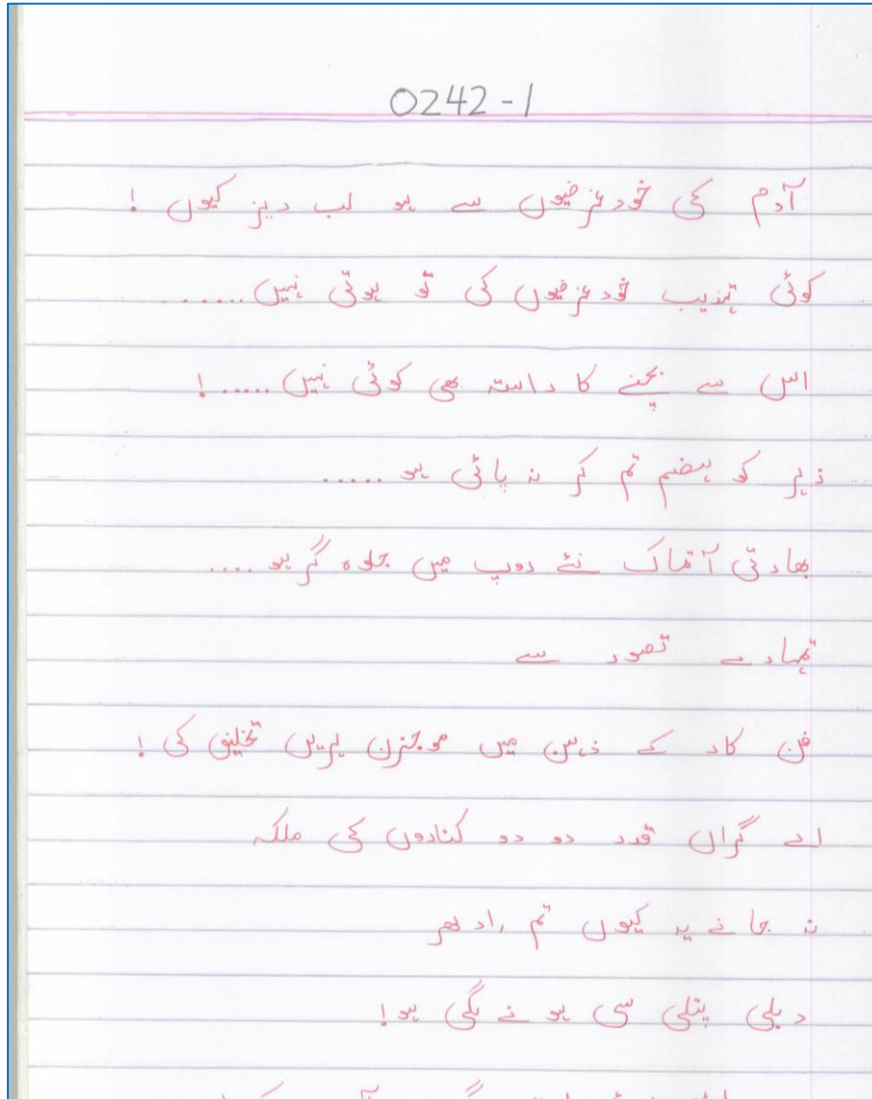 0242-1
آدم کی خودغرضیوں سے ہو لب ریز کیوں !
کوئی تہذیب خودغرضیوں کی تو ہوتی نہیں .....
اس سے بچنے کا راستہ بھی کوئی نہیں ..... !
زہر کو ہضم تم کر نہ پائی ہو .....
بھارتی آتماک نئے روپ میں جلوہ گر ہو ....
تمہارے تصور سے
فن کار کے ذہن میں موجزن لہریں تخلیق کی !
اے گراں قدر دو دو کناروں کی ملکہ
نہ جانے یہ کیوں تم ادھر
دبلی پتلی سی ہونے لگی ہو !